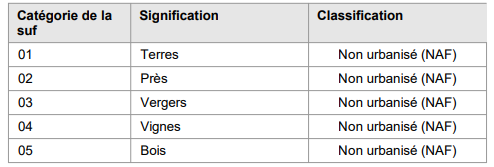 Catégorie de la suf Signification Classification
01 Terres Non urbanisé (NAF)
02 Près Non urbanisé (NAF)
03 Vergers Non urbanisé (NAF)
04 Vignes Non urbanisé (NAF)
05 Bois Non urbanisé (NAF)